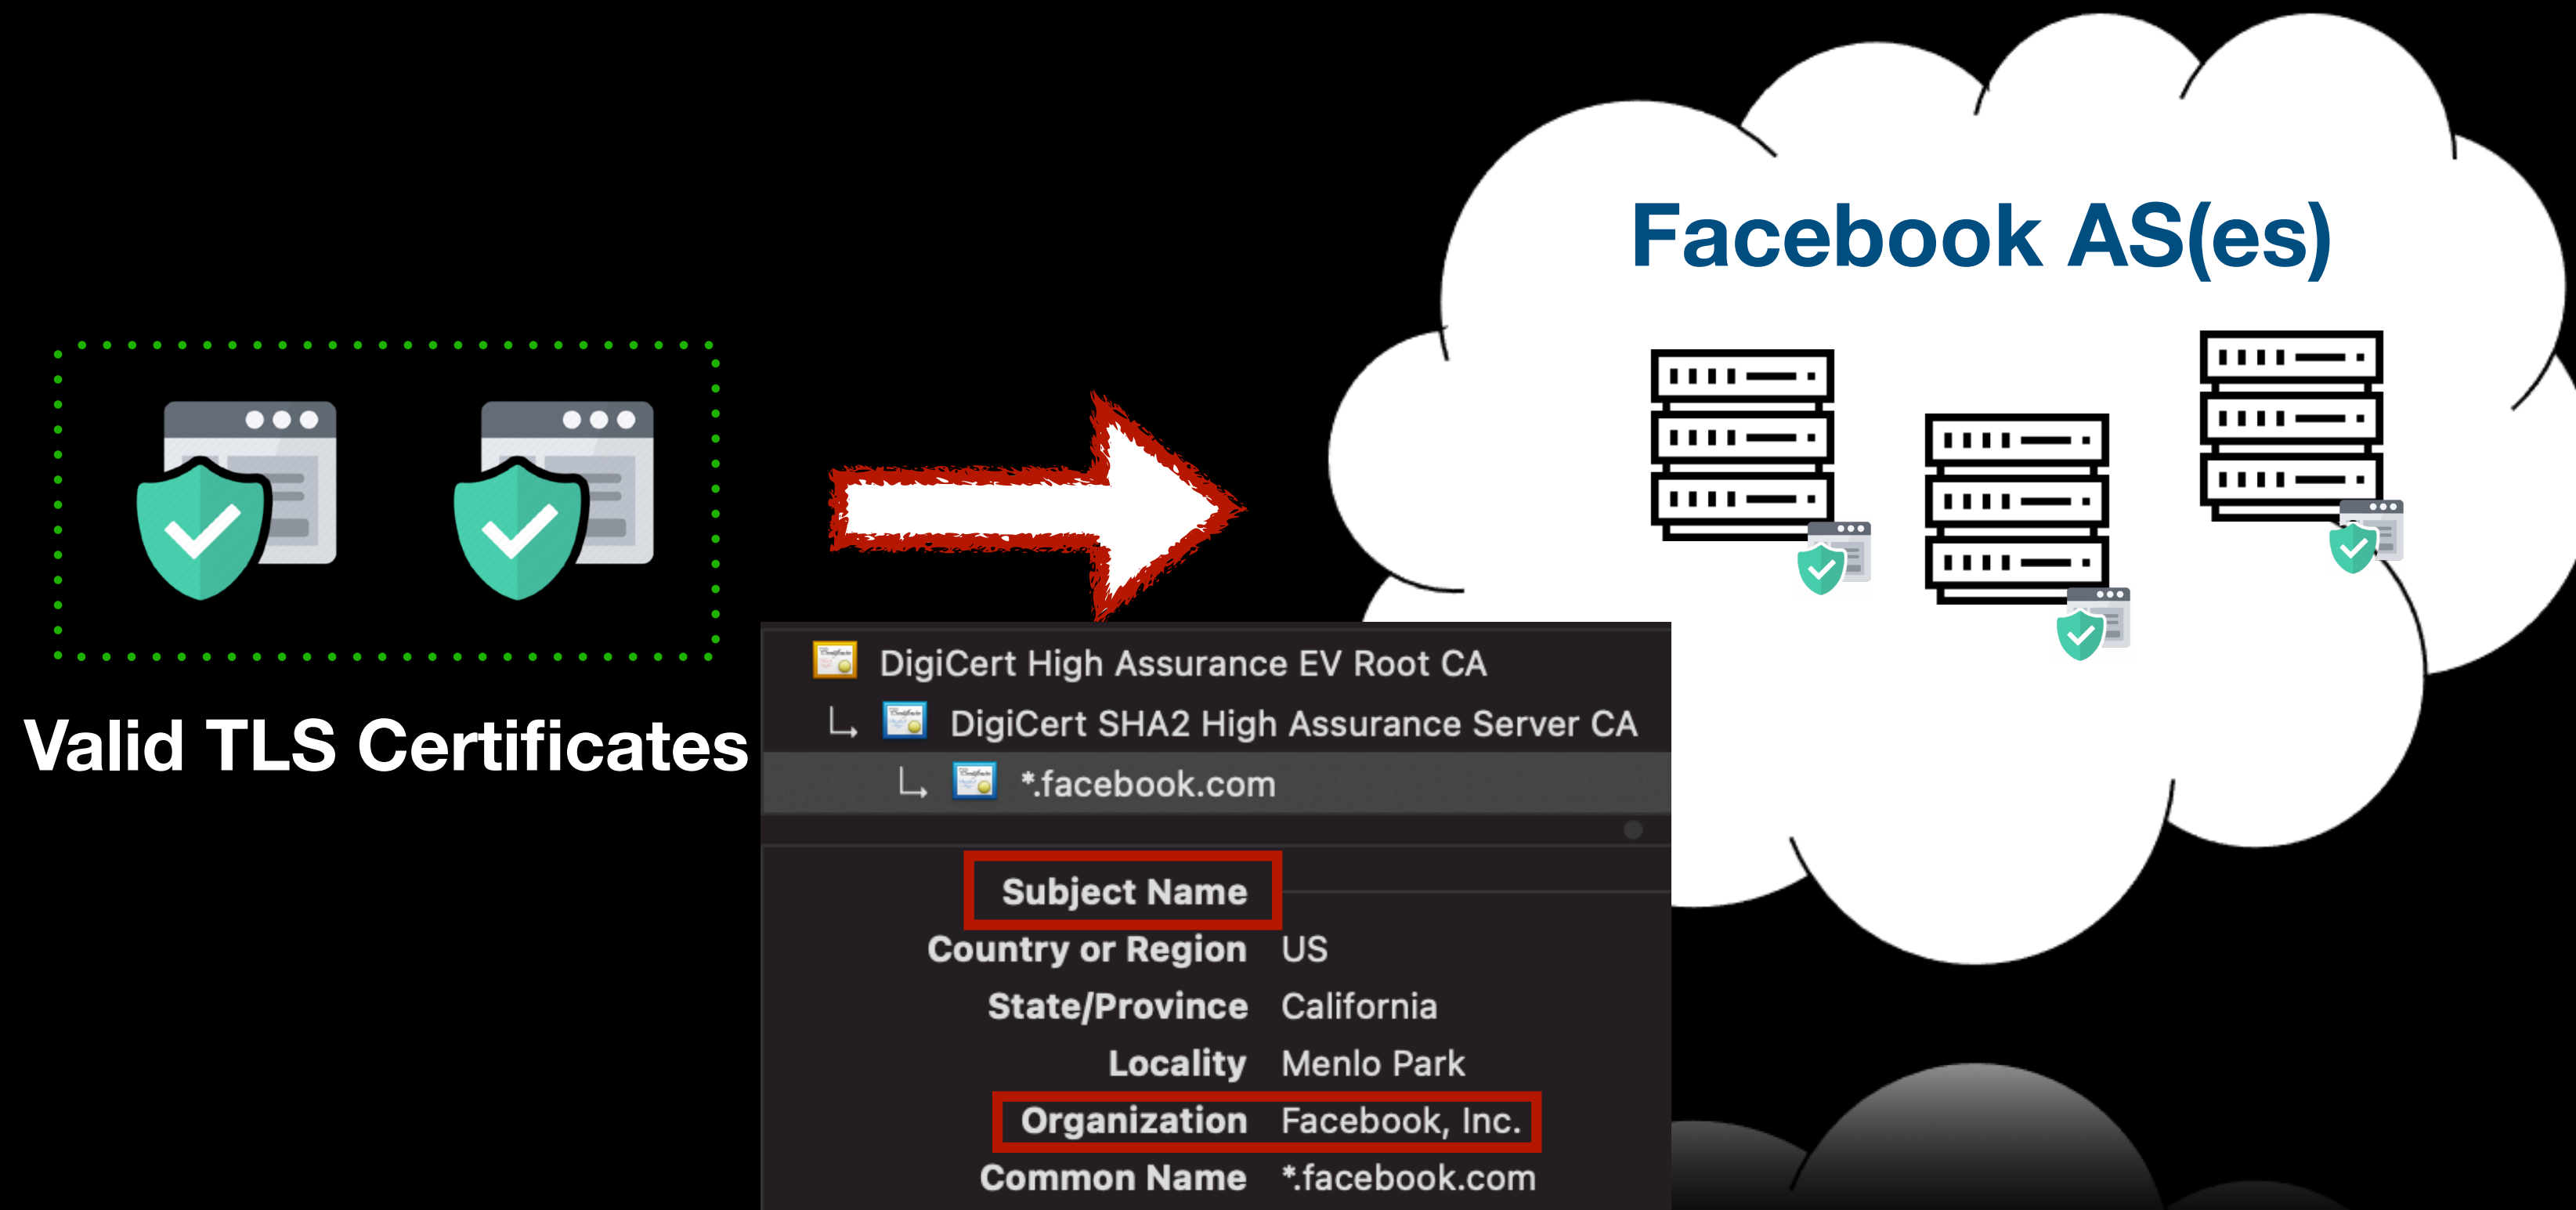 Facebook AS(es)
Valid TLS Certificates
DigiCert High Assurance EV Root CA
DigiCert SHA2 High Assurance Server CA
*.facebook.com
Subject Name
Country or Region US
State/Province California
Locality Menlo Park
Organization Facebook, Inc.
Common Name *.facebook.com